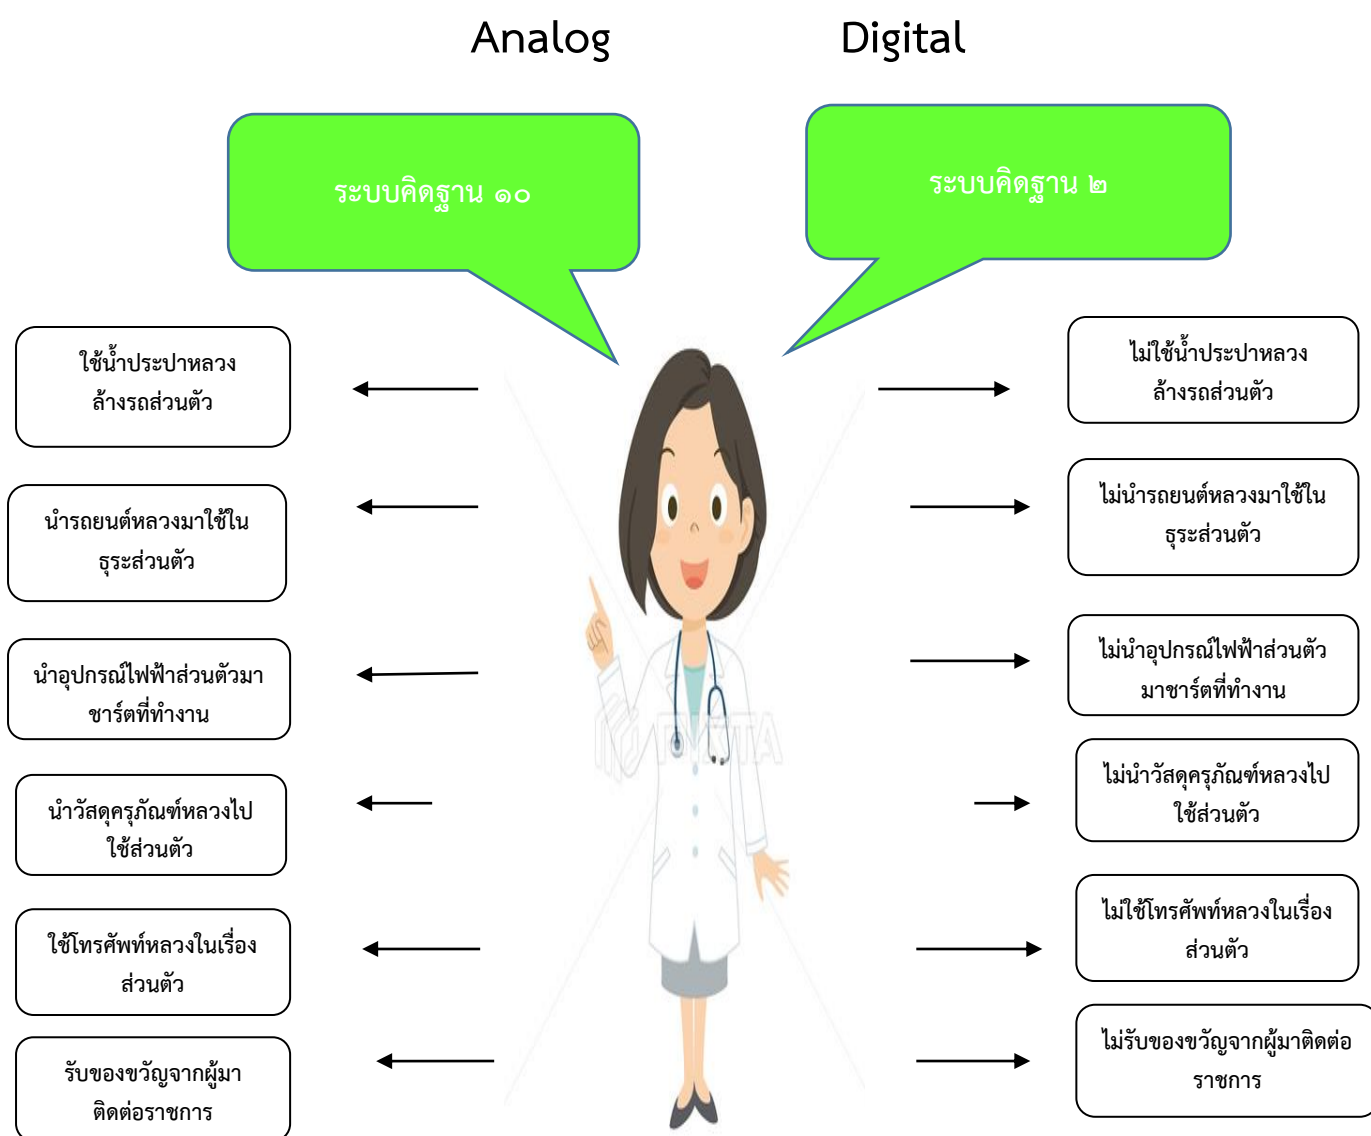 Analog
Digital
ระบบคิดฐาน ๑๐
ระบบคิดฐาน ๒
ใช้น้ำประปาหลวง
ล้างรถส่วนตัว
ไม่ใช้น้ำประปาหลวง
ล้างรถส่วนตัว
นำรถยนต์หลวงมาใช้ใน
ธุระส่วนตัว
ไม่นำรถยนต์หลวงมาใช้ใน
ธุระส่วนตัว
นำอุปกรณ์ไฟฟ้าส่วนตัวมา
ชาร์ตที่ทำงาน
ไม่นำอุปกรณ์ไฟฟ้าส่วนตัว
มาชาร์ตที่ทำงาน
นำวัสดุครุภัณฑ์หลวงไป
ใช้ส่วนตัว
ไม่นำวัสดุครุภัณฑ์หลวงไป
ใช้ส่วนตัว
ใช้โทรศัพท์หลวงในเรื่อง
ส่วนตัว
ไม่ใช้โทรศัพท์หลวงในเรื่อง
ส่วนตัว
รับของขวัญจากผู้มา
ติดต่อราชการ
ไม่รับของขวัญจากผู้มาติดต่อ
ราชการ